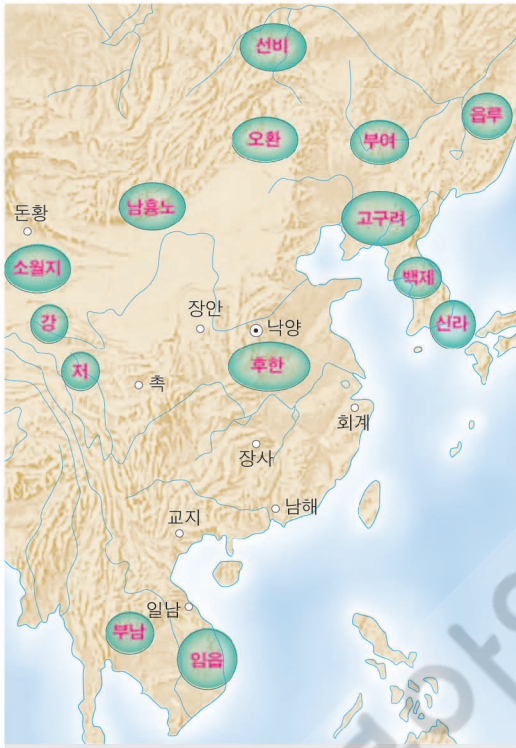 선비
읍루
오환
부여
남흉노
고구려
돈황
소월지
백제
강
장안
낙양
신라
저
후한
촉
회계
장사
남해
교지
일남
부남
임읍